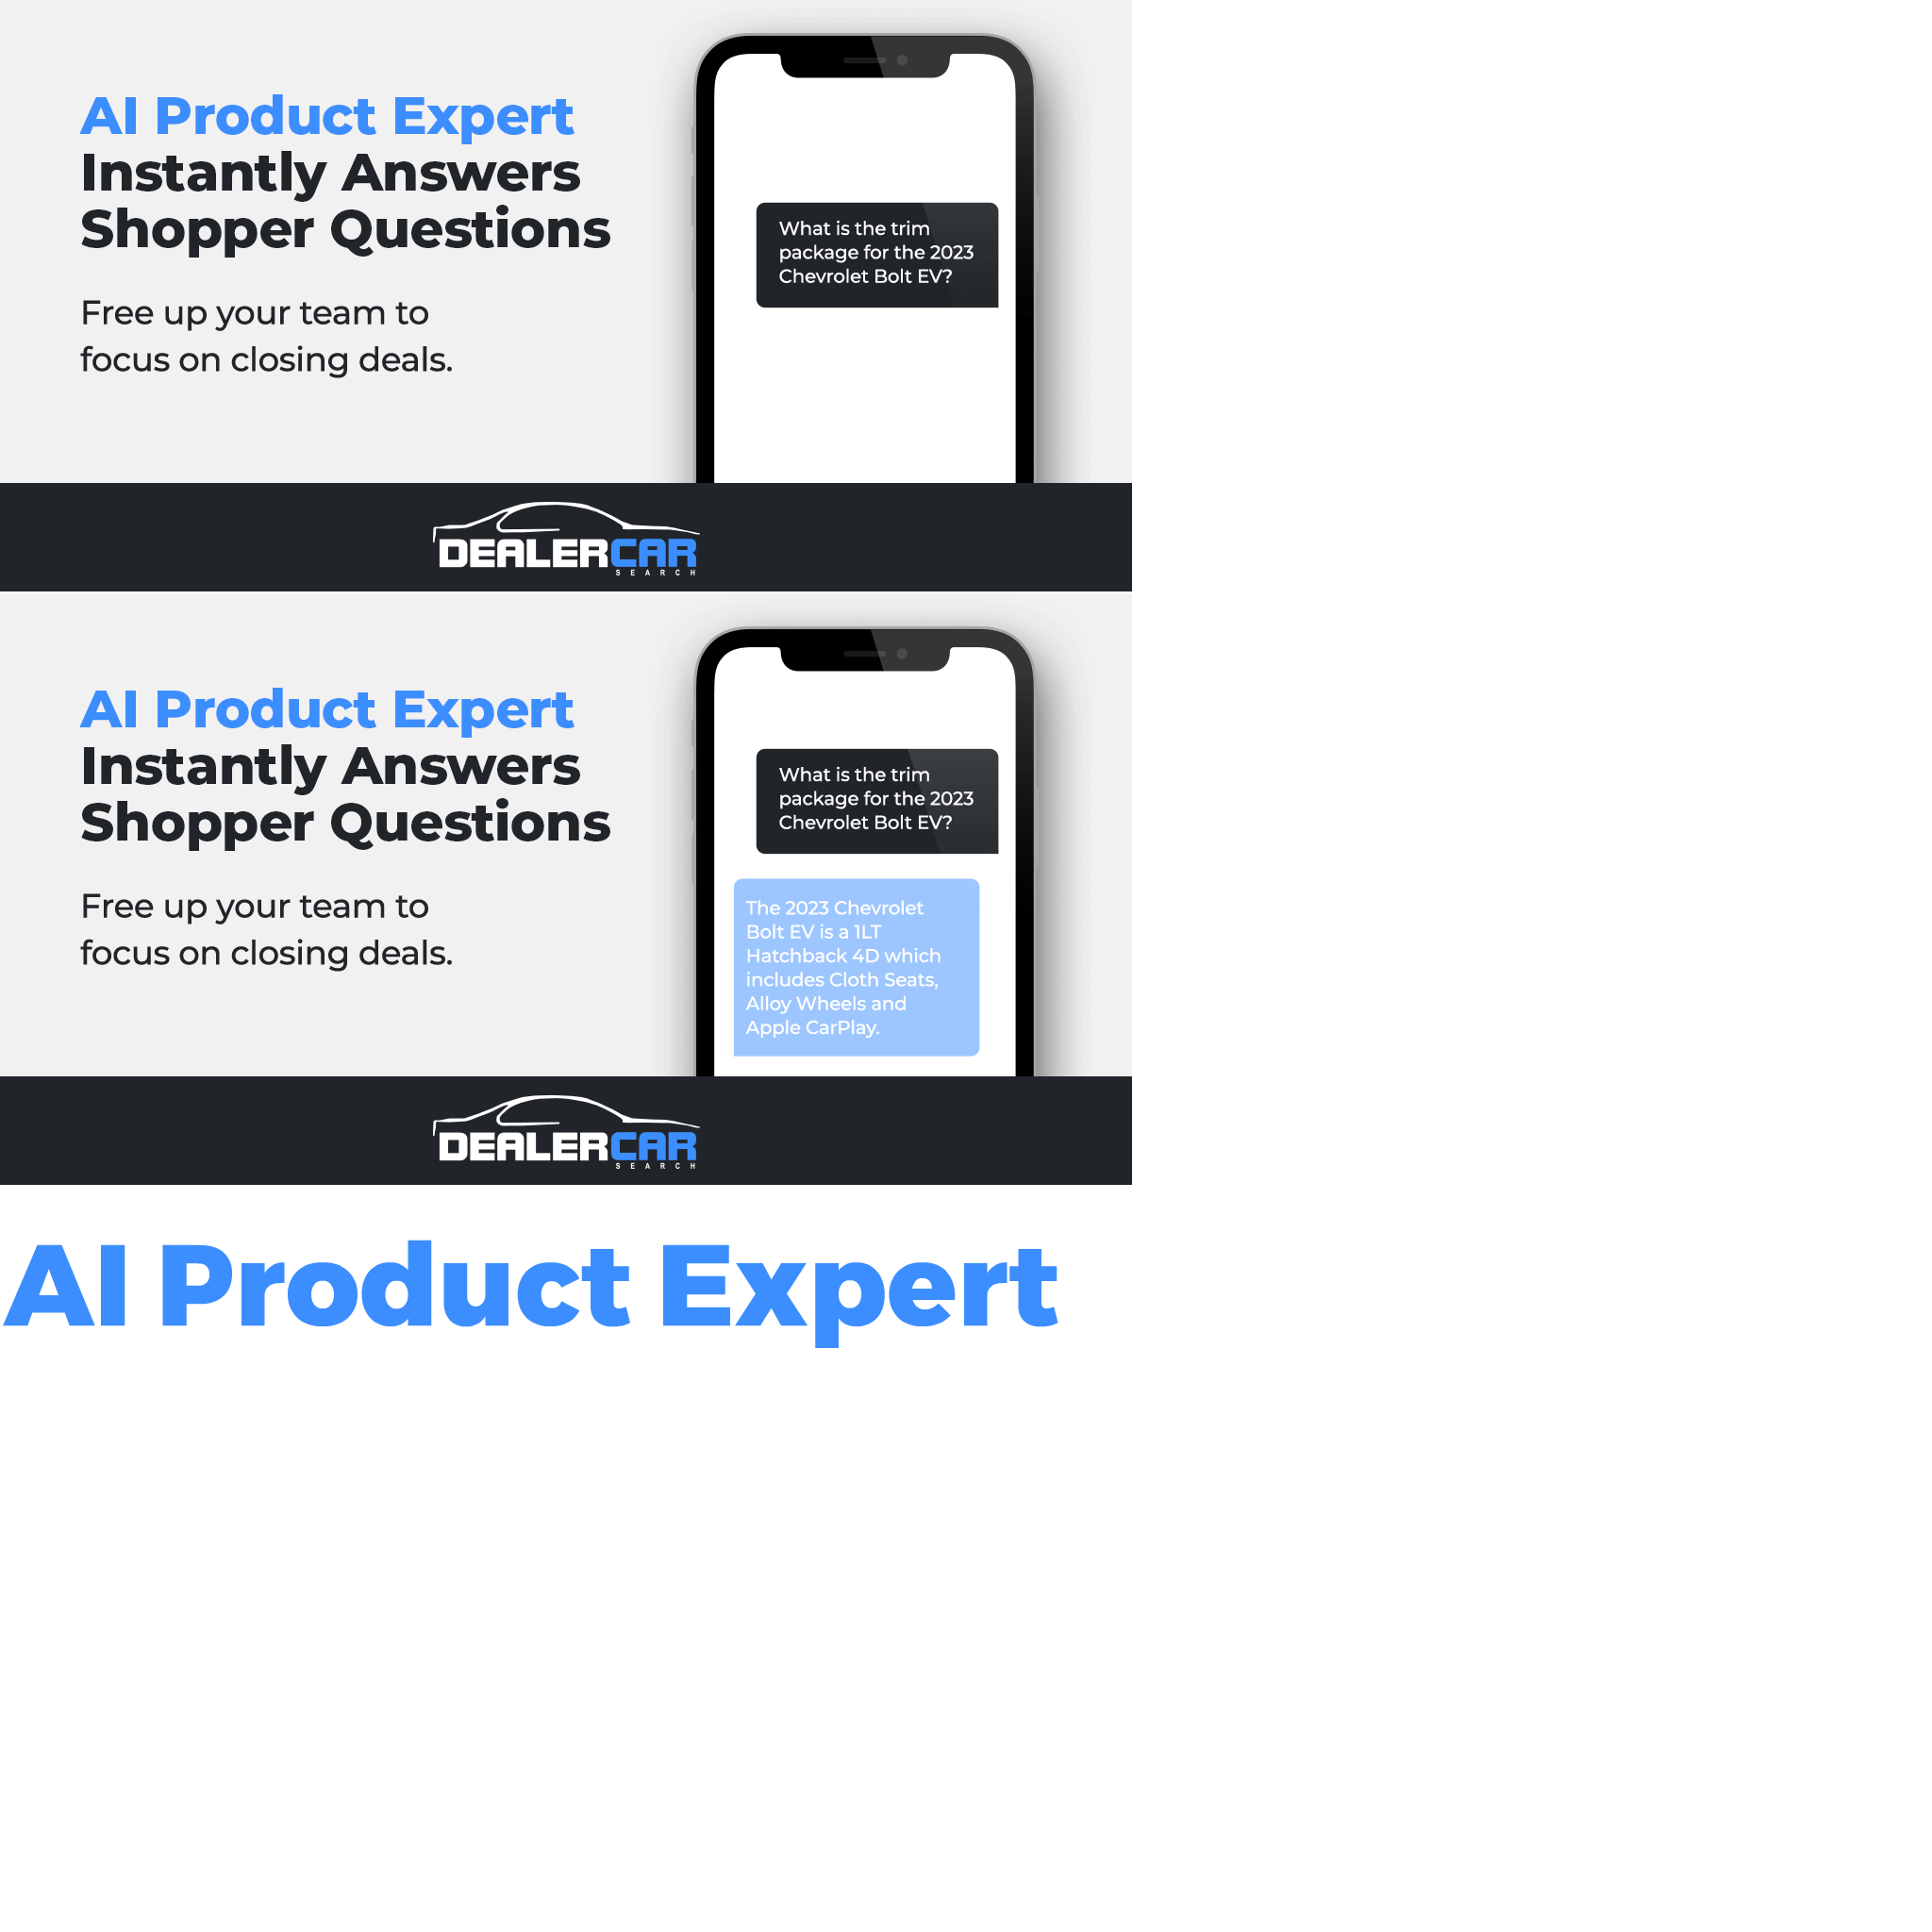 AI Product Expert
Instantly Answers
Shopper Questions
Free up your team to
focus on closing deals.
What is the trim
package for the 2023
Chevrolet Bolt EV?
DEALERCAR
SEARCH
AI Product Expert
Instantly Answers
Shopper Questions
Free up your team to
focus on closing deals.
What is the trim
package for the 2023
Chevrolet Bolt EV?
The 2023 Chevrolet
Bolt EV is a 1LT
Hatchback 4D which
includes Cloth Seats,
Alloy Wheels and
Apple CarPlay.
DEALERCAR
SEARCH
AI Product Expert